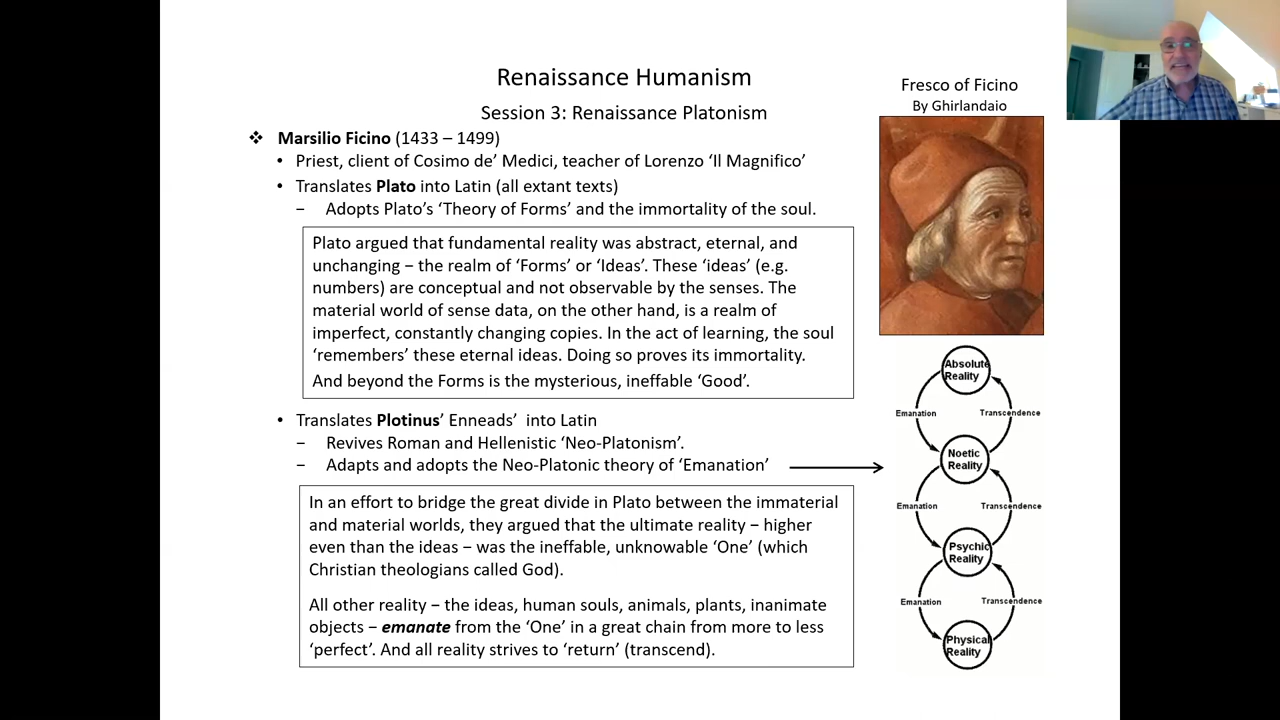 Renaissance Humanism
Session 3: Renaissance Platonism
Fresco of Ficino
By Ghirlandaio
❖ Marsilio Ficino (1433 – 1499)
• Priest, client of Cosimo de’ Medici, teacher of Lorenzo ‘Il Magnifico’
• Translates Plato into Latin (all extant texts)
− Adopts Plato’s ‘Theory of Forms’ and the immortality of the soul.
Plato argued that fundamental reality was abstract, eternal, and
unchanging − the realm of ‘Forms’ or ‘Ideas’. These ‘ideas’ (e.g.
numbers) are conceptual and not observable by the senses. The
material world of sense data, on the other hand, is a realm of
imperfect, constantly changing copies. In the act of learning, the soul
‘remembers’ these eternal ideas. Doing so proves its immortality.
And beyond the Forms is the mysterious, ineffable ‘Good’.
• Translates Plotinus’ Enneads’ into Latin
− Revives Roman and Hellenistic ‘Neo-Platonism’.
− Adapts and adopts the Neo-Platonic theory of ‘Emanation’
In an effort to bridge the great divide in Plato between the immaterial
and material worlds, they argued that the ultimate reality − higher
even than the ideas − was the ineffable, unknowable ‘One’ (which
Christian theologians called God).
All other reality − the ideas, human souls, animals, plants, inanimate
objects − emanate from the ‘One’ in a great chain from more to less
‘perfect’. And all reality strives to ‘return’ (transcend).
Absolute
Reality
Emanation
Transcendence
Noetic
Reality
Emanation
Transcendence
Psychic
Reality
Emanation
Transcendence
Physical
Reality